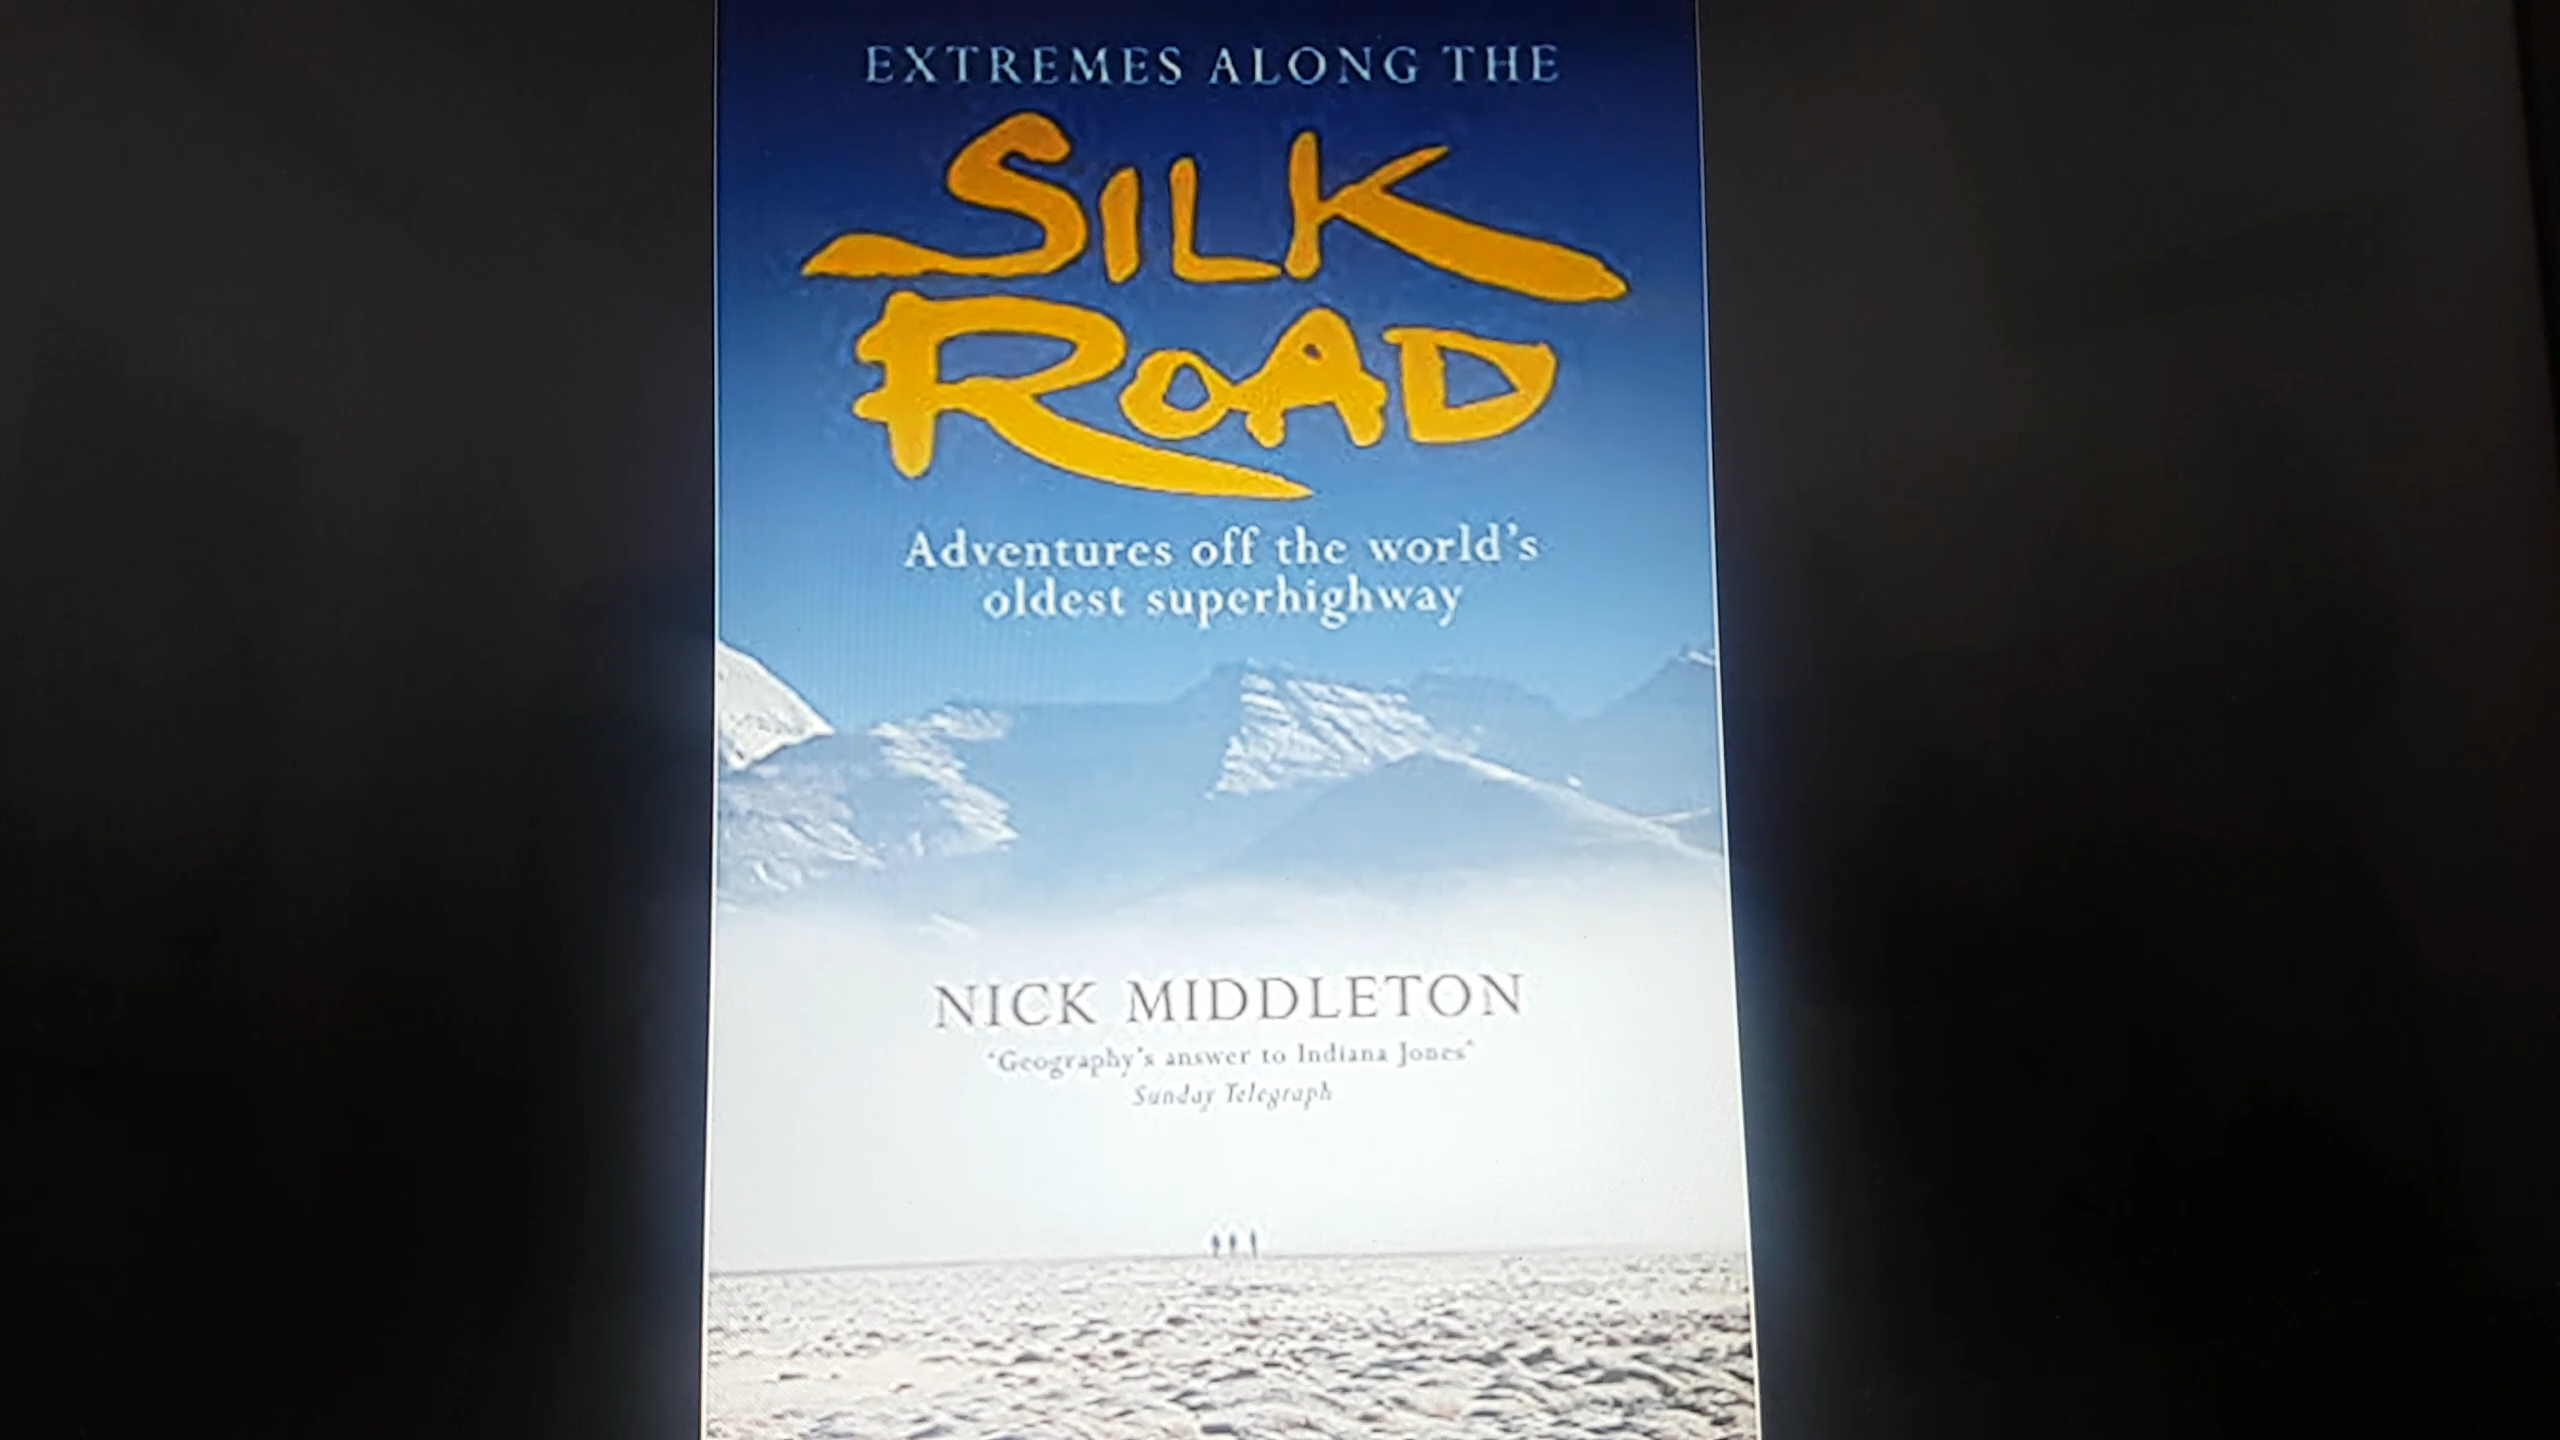 EXTREMES ALONG THE
SILK
ROAD
Adventures off the world's
oldest superhighway
NICK MIDDLETON
"Geography's answer to Indiana Jones"
Sunday Telegraph